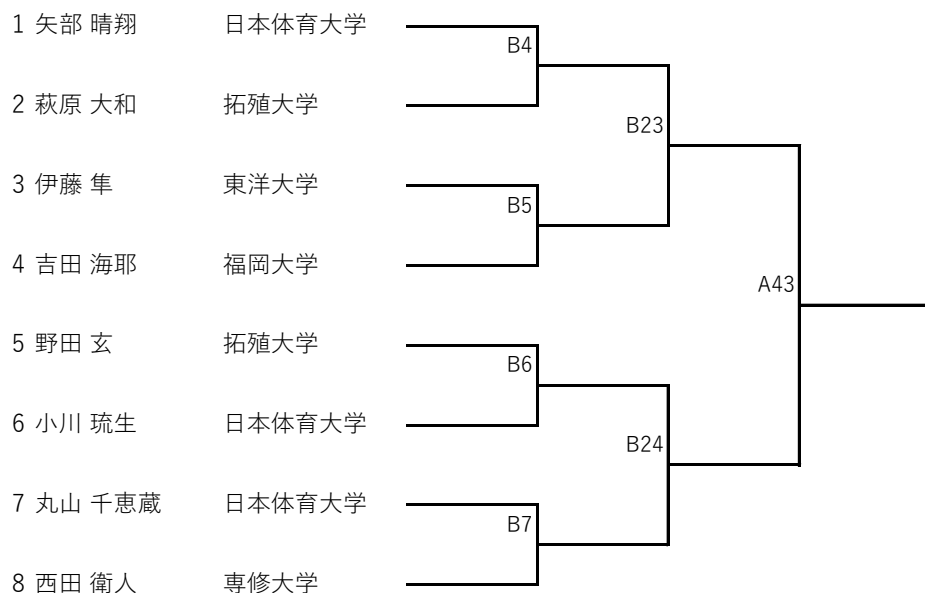 1 矢部 晴翔 日本体育大学
B4
2 萩原 大和 拓殖大学
B23
3 伊藤 隼 東洋大学
B5
4 吉田 海耶 福岡大学
A43
5 野田 玄 拓殖大学
B6
6 小川 琉生 日本体育大学
B24
7 丸山 千恵蔵 日本体育大学
B7
8 西田 衛人 専修大学